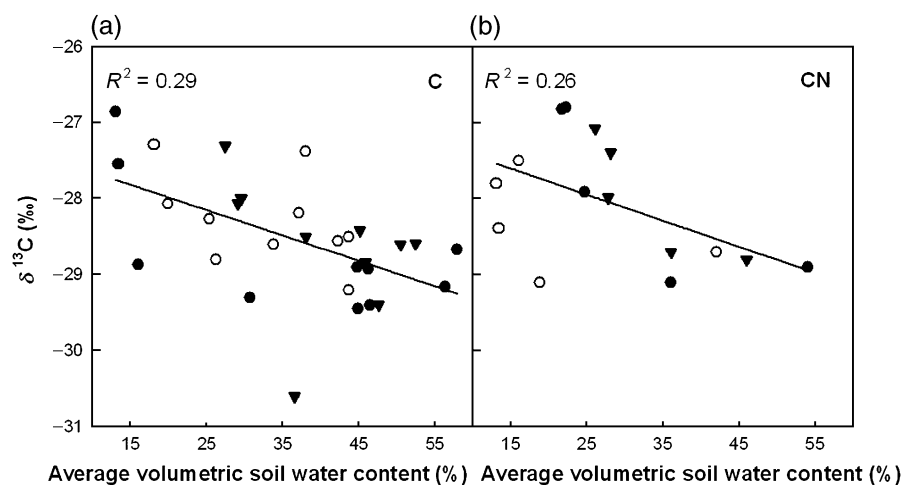 (a) (b)
−26 R² = 0.29 C R² = 0.26 CN
−27
−28
−29
−30
−31
δ ¹³C (‰)
15 25 35 45 55 15 25 35 45 55
Average volumetric soil water content (%) Average volumetric soil water content (%)